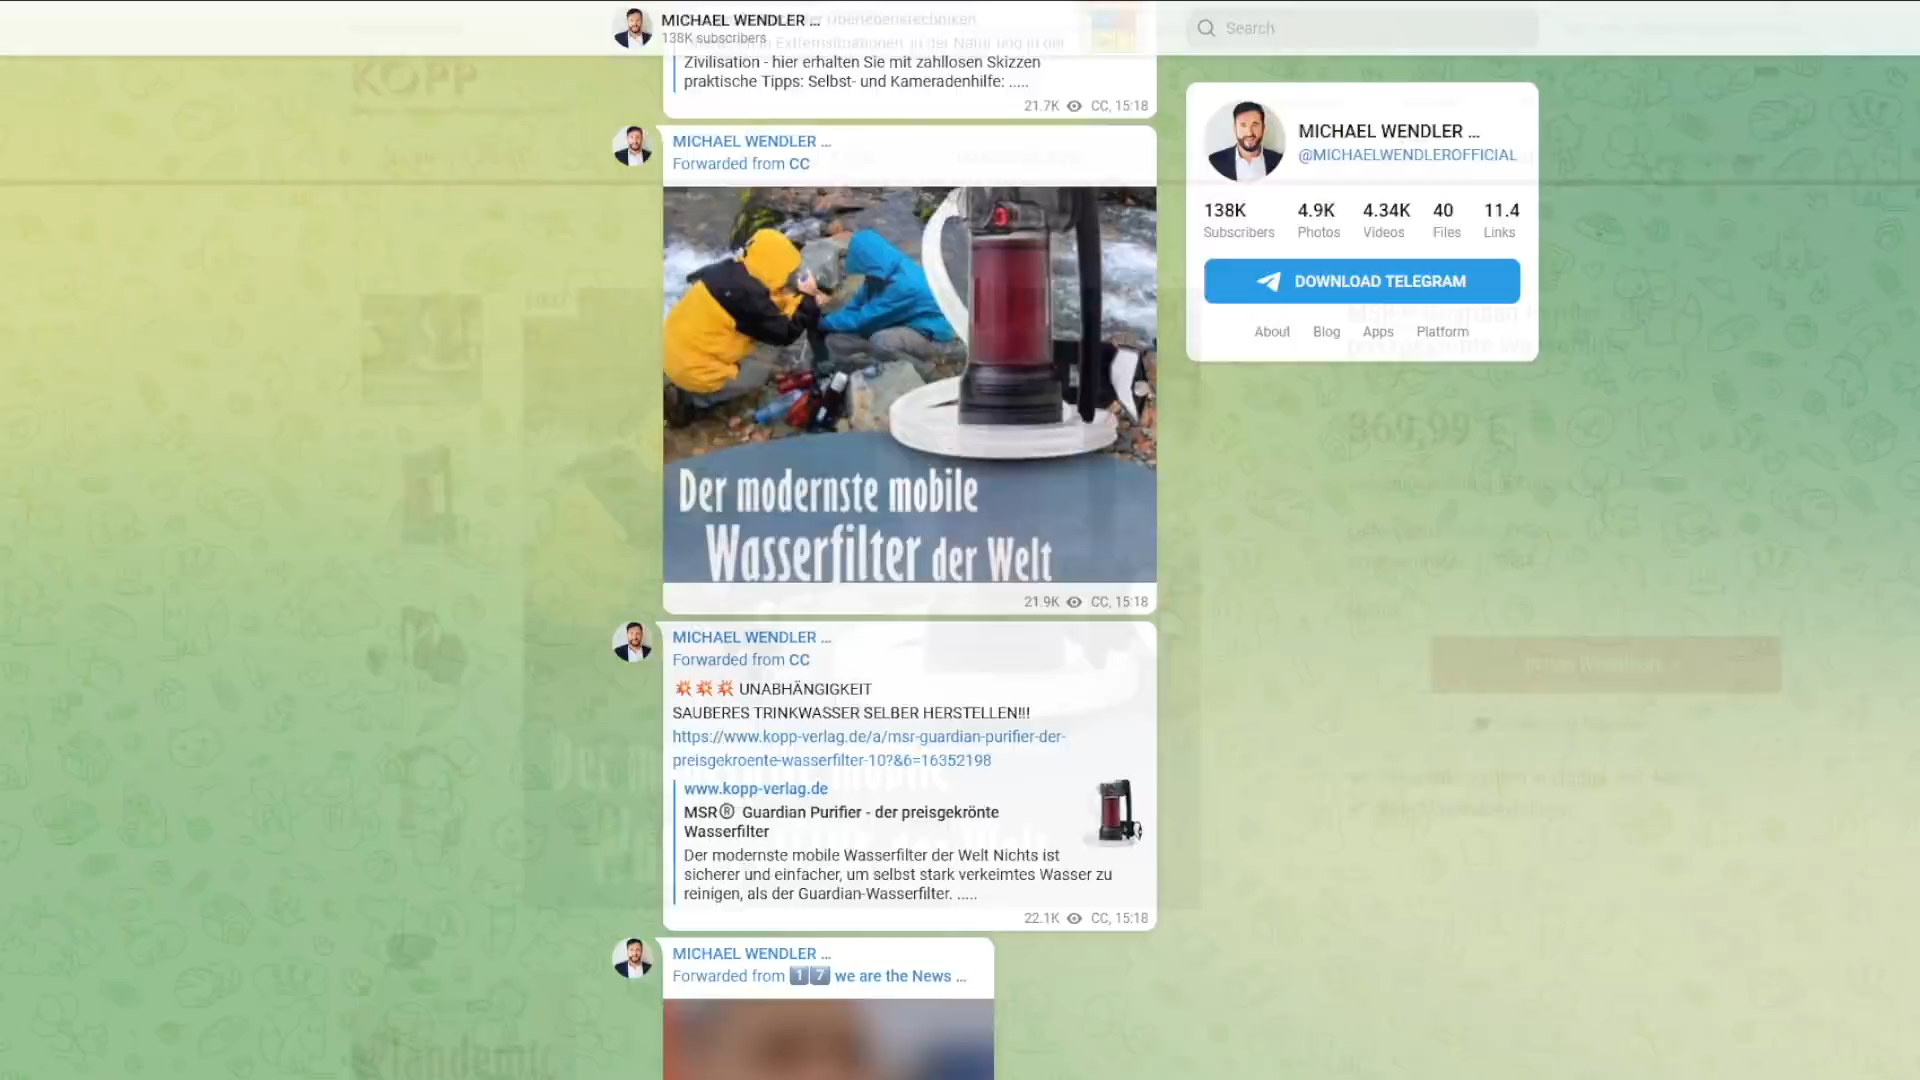 MICHAEL WENDLER ...
138K subscribers
Search
KOPP
Überlebenstechniken
Zivilisation - hier erhalten Sie mit zahllosen Skizzen
praktische Tipps: Selbst- und Kameradenhilfe: .....
21.7K CC, 15:18
MICHAEL WENDLER ...
Forwarded from CC
Der modernste mobile
Wasserfilter der Welt
21.9K CC, 15:18
MICHAEL WENDLER ...
Forwarded from CC
💥💥💥 UNABHÄNGIGKEIT
SAUBERES TRINKWASSER SELBER HERSTELLEN!!!
https://www.kopp-verlag.de/a/msr-guardian-purifier-der-
preisgekroente-wasserfilter-10?&6=16352198
www.kopp-verlag.de
MSR® Guardian Purifier - der preisgekrönte
Wasserfilter
Der modernste mobile Wasserfilter der Welt Nichts ist
sicherer und einfacher, um selbst stark verkeimtes Wasser zu
reinigen, als der Guardian-Wasserfilter. .....
22.1K CC, 15:18
MICHAEL WENDLER ...
Forwarded from 1 7 we are the News ...
MICHAEL WENDLER ...
@MICHAELWENDLEROFFICIAL
138K 4.9K 4.34K 40 11.4
Subscribers Photos Videos Files Links
DOWNLOAD TELEGRAM
About Blog Apps Platform
369,99 €
Plandemic